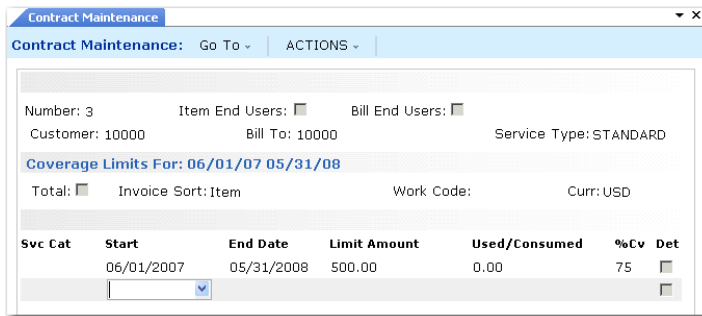 Contract Maintenance
Contract Maintenance: Go To ACTIONS
Number: 3 Item End Users: Bill End Users:
Customer: 10000 Bill To: 10000 Service Type: STANDARD
Coverage Limits For: 06/01/07 05/31/08
Total: Invoice Sort: Item Work Code: Curr: USD
Svc Cat Start End Date Limit Amount Used/Consumed %Cv Det
06/01/2007 05/31/2008 500.00 0.00 75